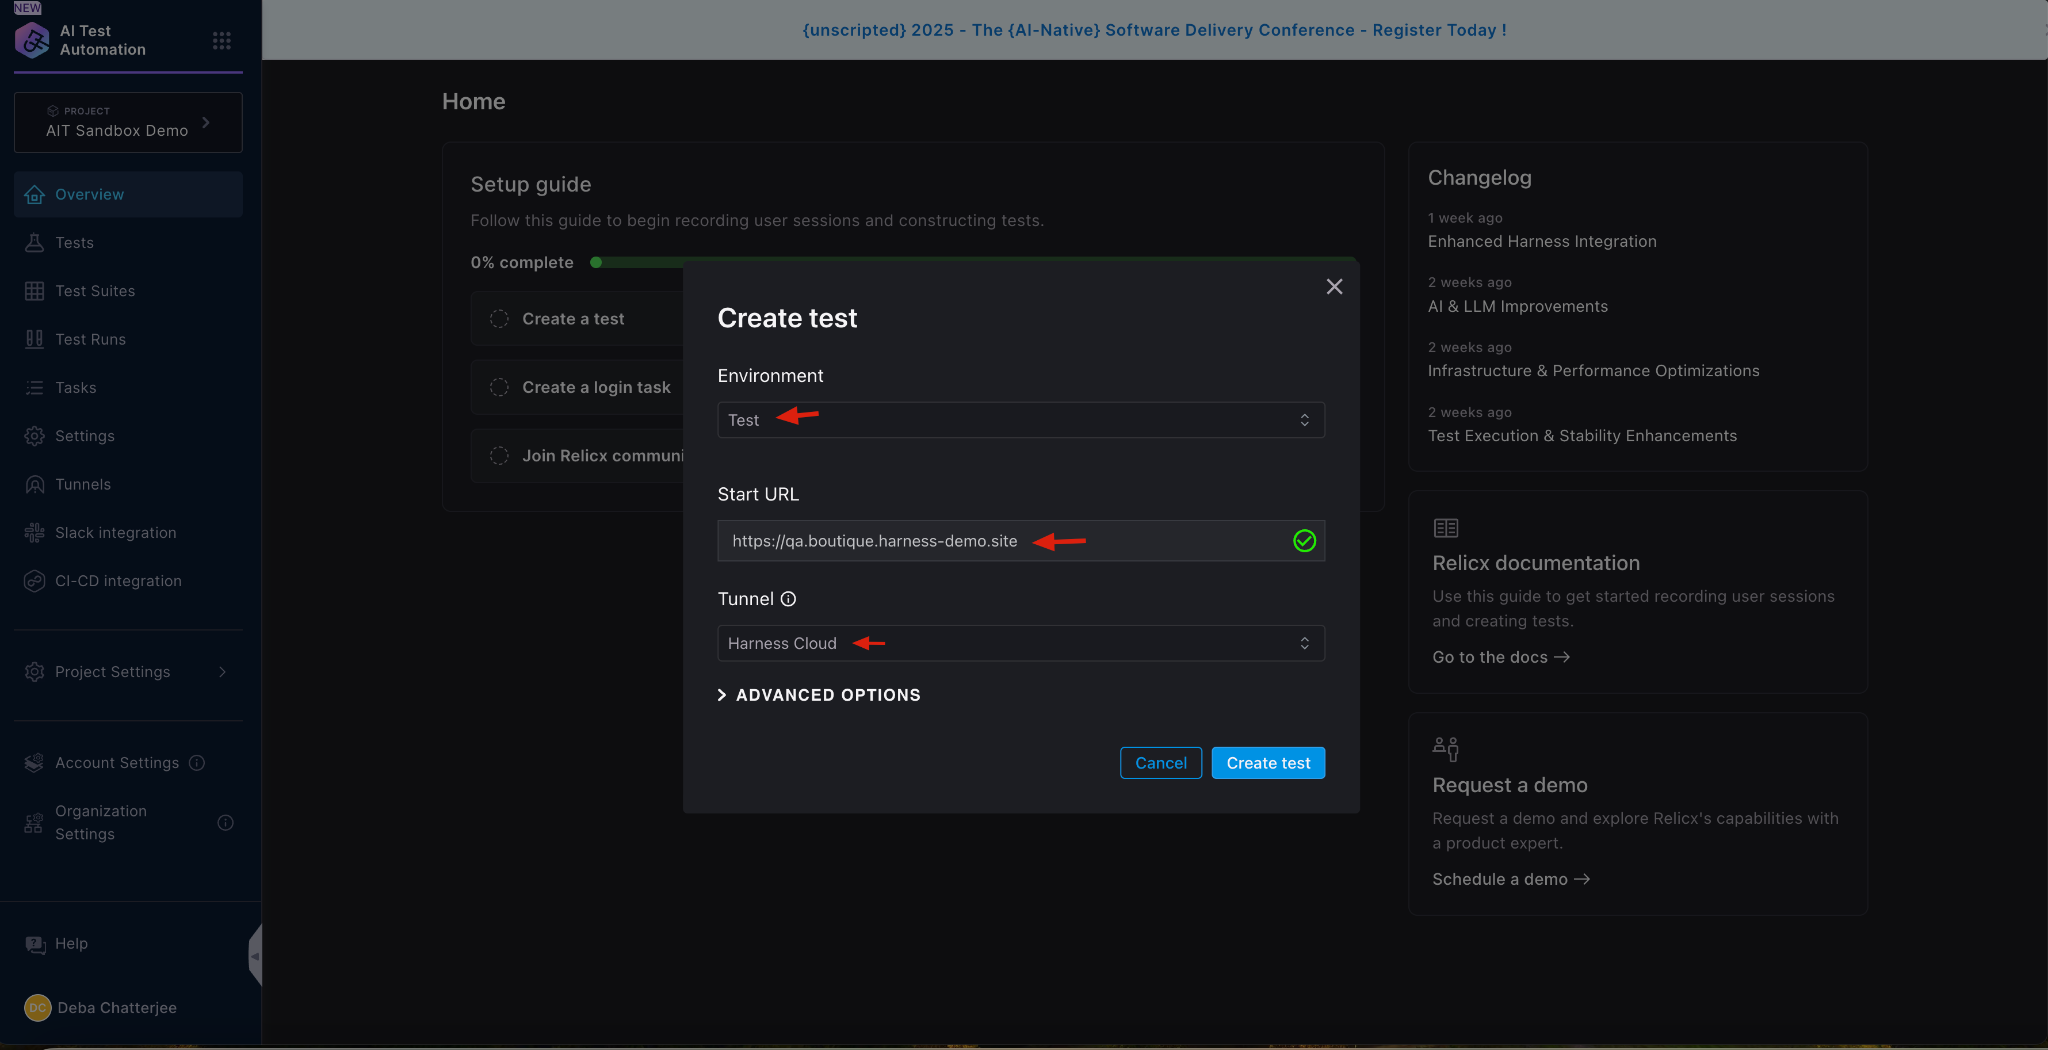 NEW
AI Test
Automation
PROJECT
AIT Sandbox Demo
Overview
Tests
Test Suites
Test Runs
Tasks
Settings
Tunnels
Slack integration
CI-CD integration
Project Settings
Account Settings
Organization
Settings
Help
DC
Deba Chatterjee
{unscripted} 2025 - The {AI-Native} Software Delivery Conference - Register Today !
Home
Setup guide
Follow this guide to begin recording user sessions and constructing tests.
0% complete
Create a test
Create a login task
Join Relicx communi
Create test
Environment
Test
Start URL
https://qa.boutique.harness-demo.site
Tunnel
Harness Cloud
ADVANCED OPTIONS
Cancel
Create test
Changelog
1 week ago
Enhanced Harness Integration
2 weeks ago
AI & LLM Improvements
2 weeks ago
Infrastructure & Performance Optimizations
2 weeks ago
Test Execution & Stability Enhancements
Relicx documentation
Use this guide to get started recording user sessions
and creating tests.
Go to the docs →
Request a demo
Request a demo and explore Relicx's capabilities with
a product expert.
Schedule a demo →